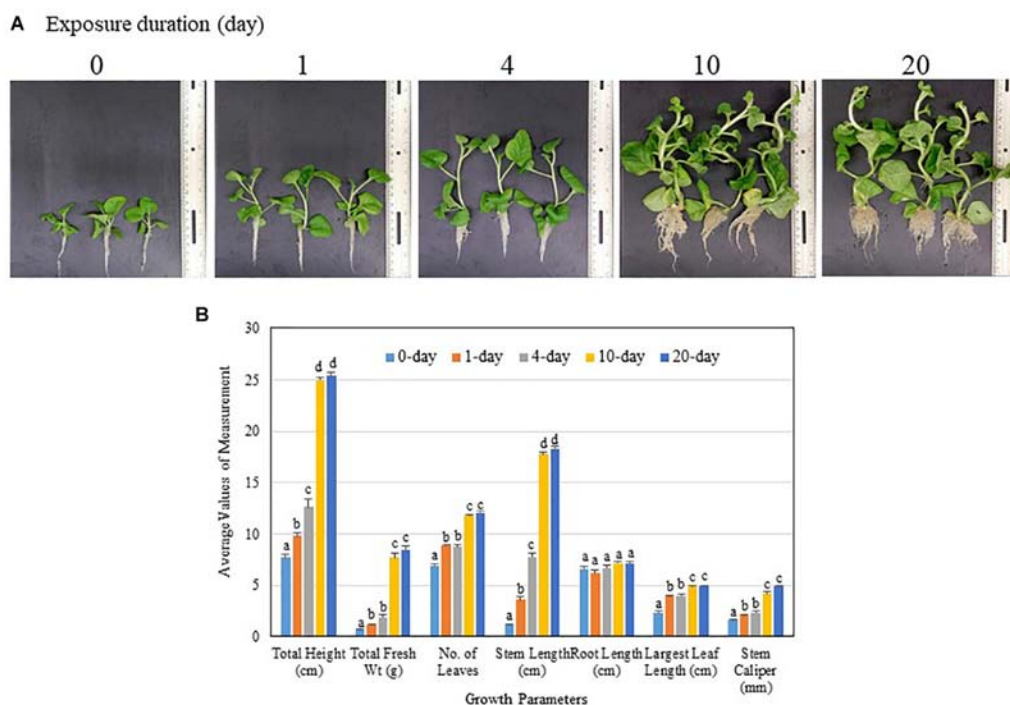 A Exposure duration (day)
0 1 4 10 20
B
30
25
20
15
10
5
0
Average Values of Measurement
0-day 1-day 4-day 10-day 20-day
a b c d d
a b b c c
a b b c c
a b c d d
a a a a a
a b b c c
a b b c c
Total Height (cm)
Total Fresh Wt (g)
No. of Leaves
Stem Length (cm)
Root Length (cm)
Largest Leaf Length (cm)
Stem Caliper (mm)
Growth Parameters